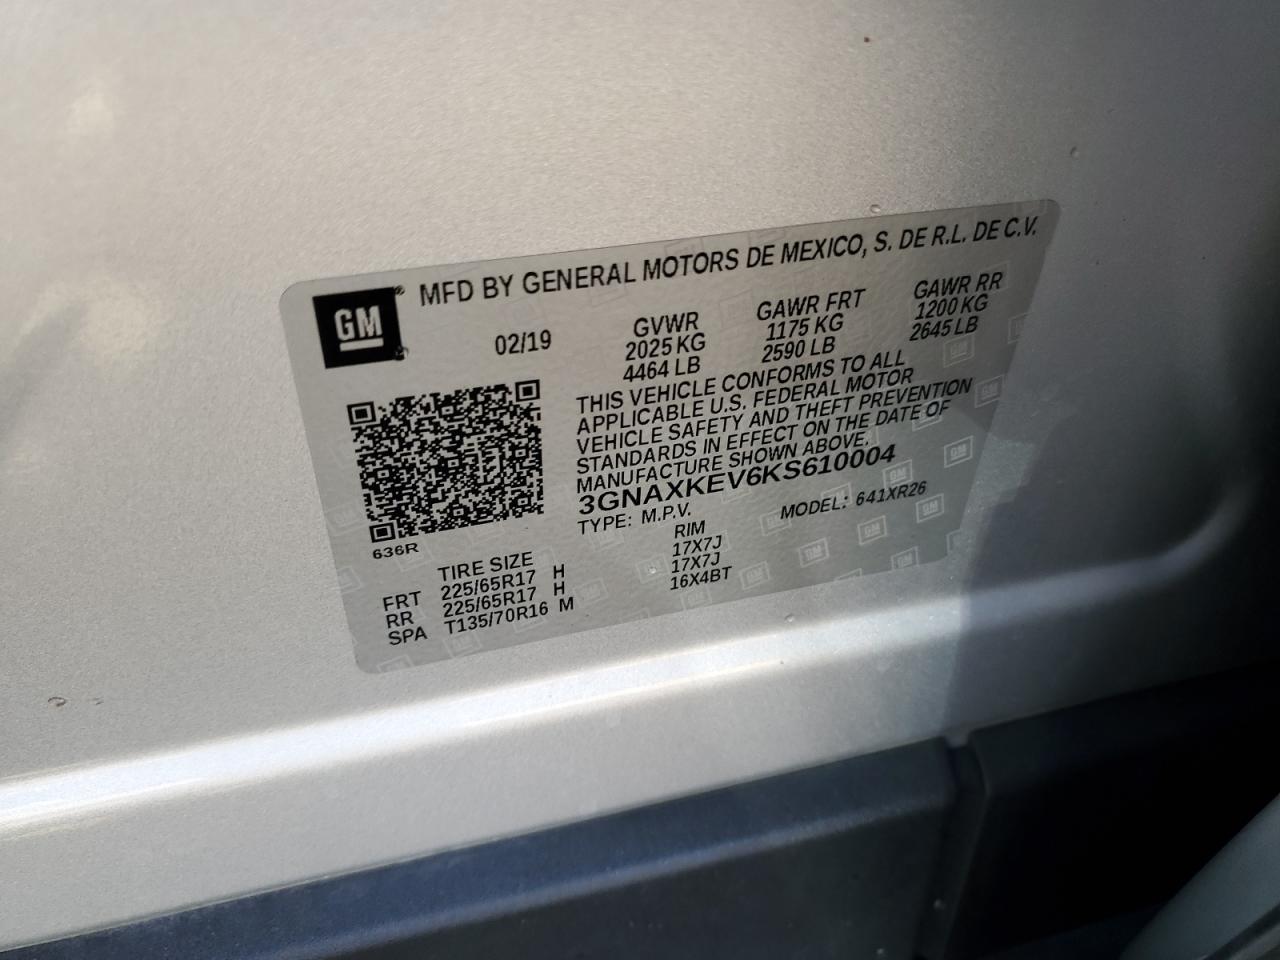 GM
MFD BY GENERAL MOTORS DE MEXICO, S. DE R.L. DE C.V.
02/19
GVWR
2025 KG
4464 LB
GAWR FRT
1175 KG
2590 LB
GAWR RR
1200 KG
2645 LB
THIS VEHICLE CONFORMS TO ALL
APPLICABLE U.S. FEDERAL MOTOR
VEHICLE SAFETY AND THEFT PREVENTION
STANDARDS IN EFFECT ON THE DATE OF
MANUFACTURE SHOWN ABOVE.
3GNAXKEV6KS610004
TYPE: M.P.V. MODEL: 641XR26
636R
TIRE SIZE RIM
FRT 225/65R17 H 17X7J
RR 225/65R17 H 17X7J
SPA T135/70R16 M 16X4BT